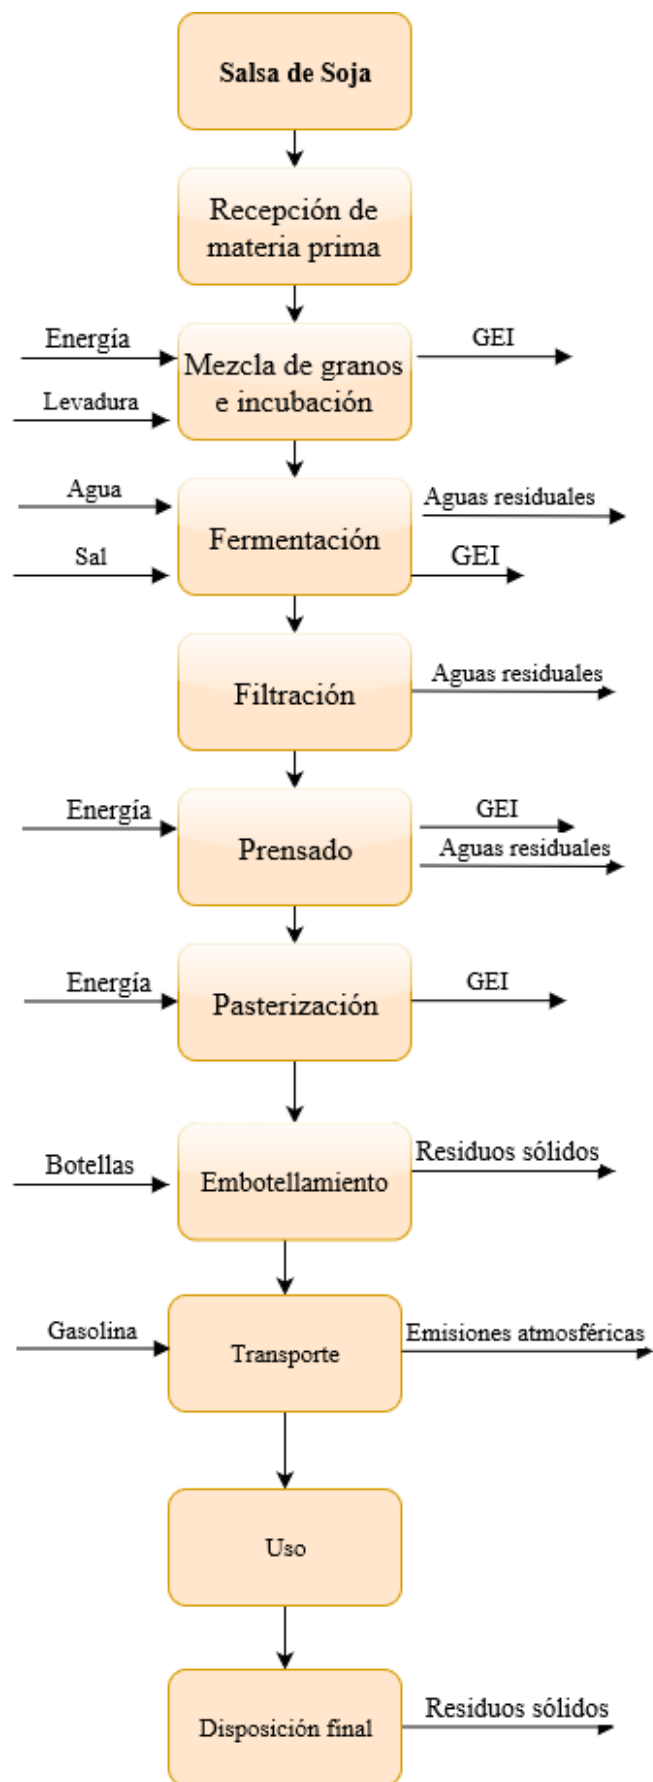 Salsa de Soja
Recepción de
materia prima
Energía
GEI
Mezcla de granos
e incubación
Levadura
Agua
Aguas residuales
Fermentación
Sal
GEI
Filtración
Aguas residuales
Energía
GEI
Prensado
Aguas residuales
Energía
GEI
Pasterización
Botellas
Residuos sólidos
Embotellamiento
Gasolina
Emisiones atmosféricas
Transporte
Uso
Disposición final
Residuos sólidos